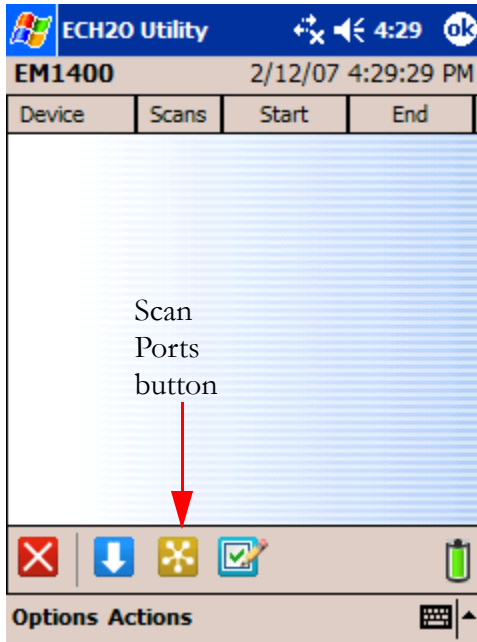 ECH2O Utility 4:29 ok
EM1400 2/12/07 4:29:29 PM
Device Scans Start End
Scan
Ports
button
Options Actions